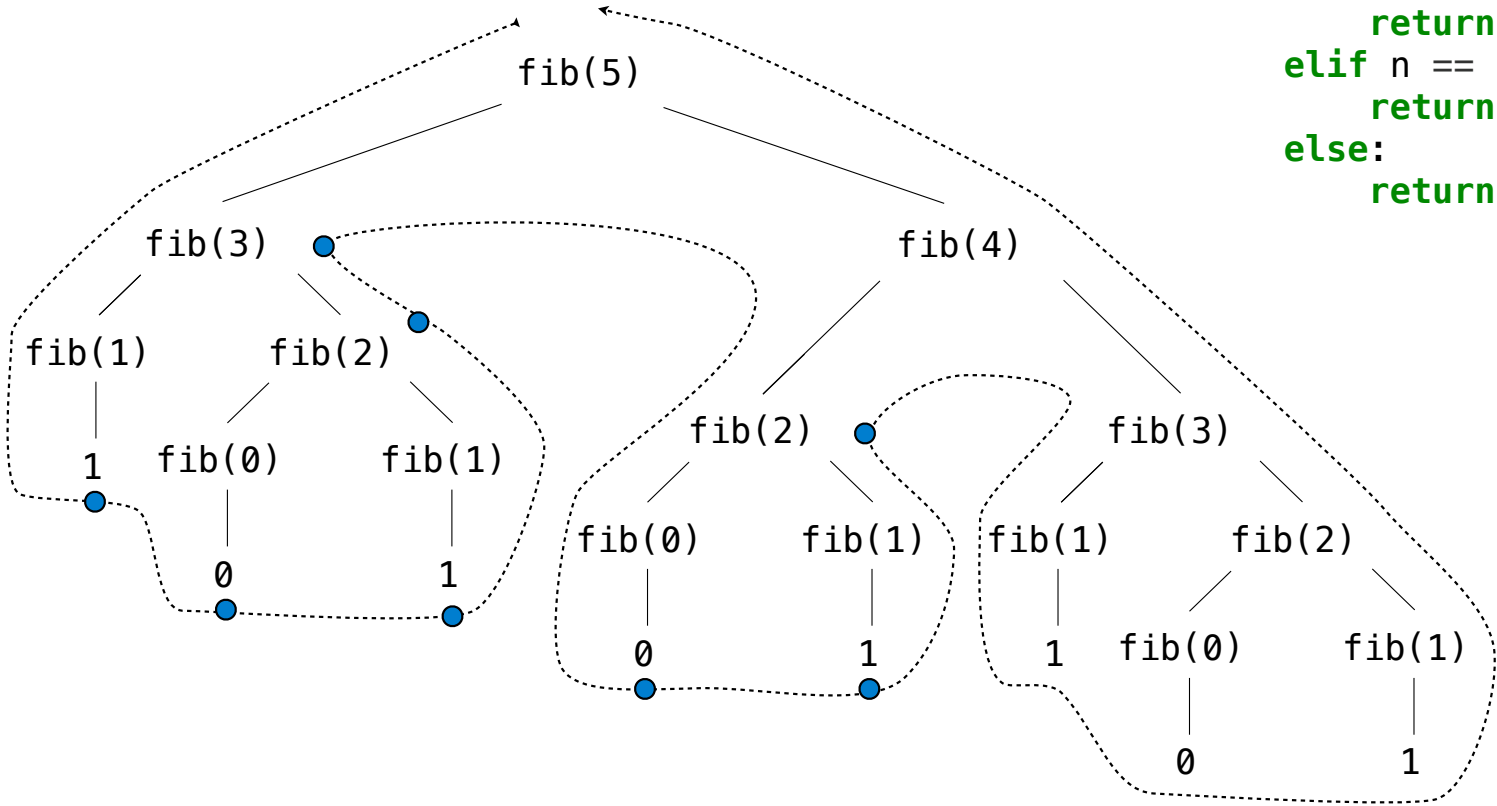 return
elif n ==
return
else:
return
fib(5)
fib(3)
fib(4)
fib(1)
fib(2)
fib(2)
fib(3)
1
fib(0)
fib(1)
fib(0)
fib(1)
fib(1)
fib(2)
0
1
0
1
1
fib(0)
fib(1)
0
1